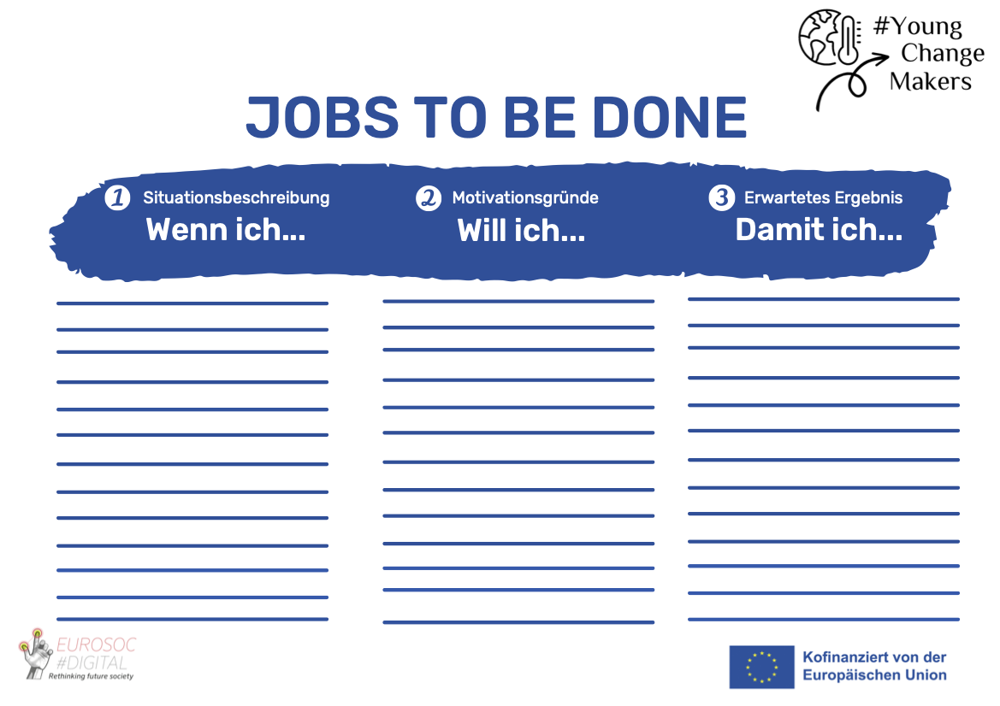 #Young
Change
Makers
JOBS TO BE DONE
1 Situationsbeschreibung
Wenn ich...
2 Motivationsgründe
Will ich...
3 Erwartetes Ergebnis
Damit ich...
EUROSOC
#DIGITAL
Rethinking future society
Kofinanziert von der
Europäischen Union